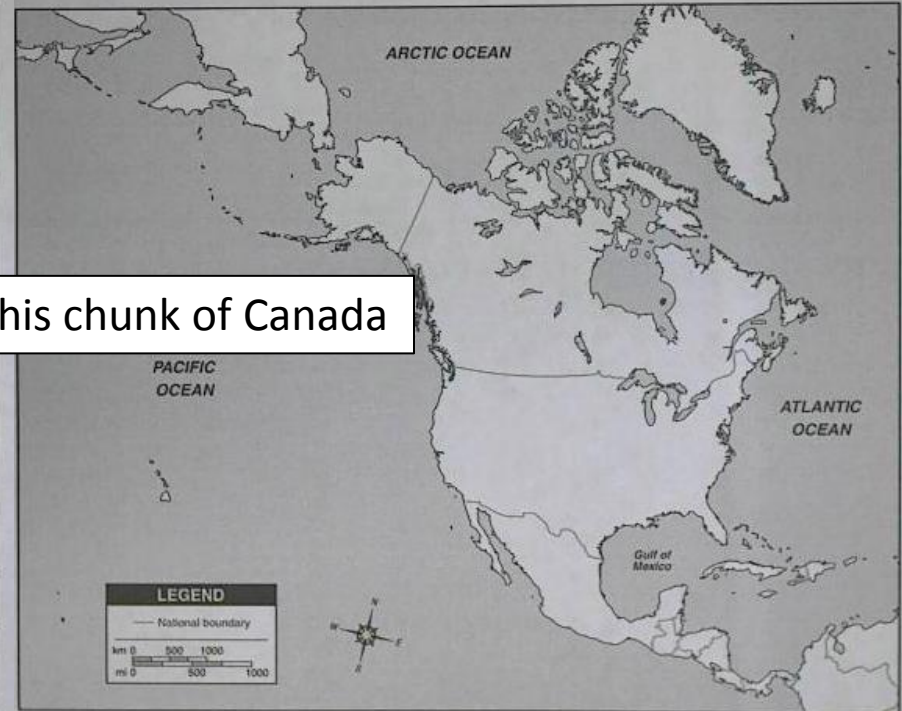 ARCTIC OCEAN
his chunk of Canada
PACIFIC
OCEAN
ATLANTIC
OCEAN
Gulf of
Mexico
LEGEND
National boundary
km 0 500 1000
mi 0 500 1000
N
W E
S